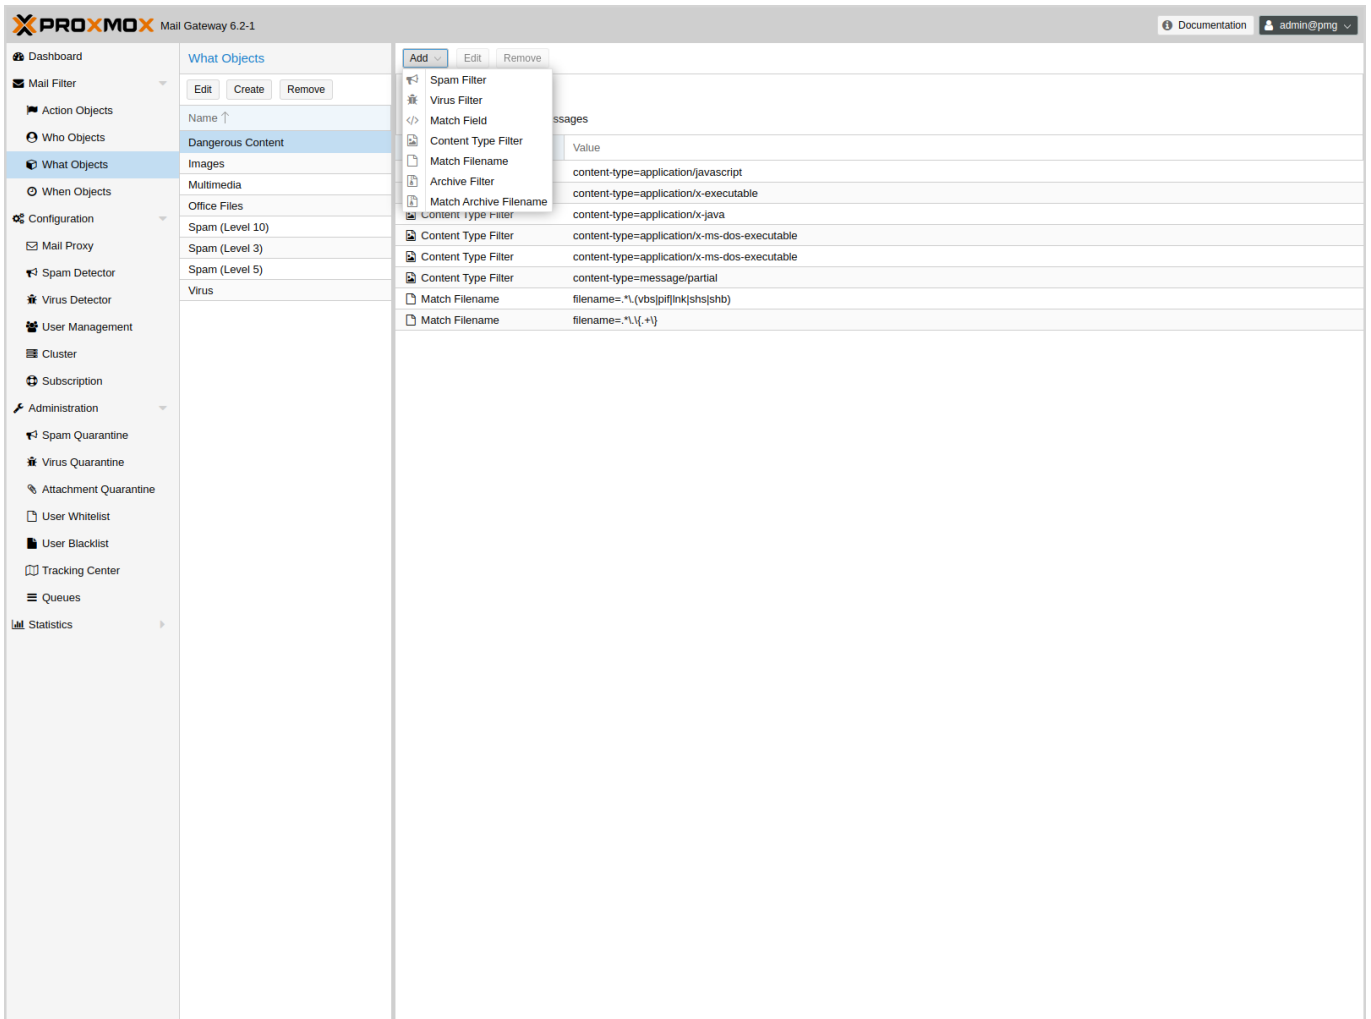 PROXMOX Mail Gateway 6.2-1
Documentation
admin@pmg
Dashboard
Mail Filter
Action Objects
Who Objects
What Objects
When Objects
Configuration
Mail Proxy
Spam Detector
Virus Detector
User Management
Cluster
Subscription
Administration
Spam Quarantine
Virus Quarantine
Attachment Quarantine
User Whitelist
User Blacklist
Tracking Center
Queues
Statistics
What Objects
Edit Create Remove
Name
Dangerous Content
Images
Multimedia
Office Files
Spam (Level 10)
Spam (Level 3)
Spam (Level 5)
Virus
Add Edit Remove
Spam Filter
Virus Filter
Match Field
Content Type Filter
Match Filename
Archive Filter
Match Archive Filename
ssages
Value
content-type=application/javascript
content-type=application/x-executable
Content Type Filter content-type=application/x-java
Content Type Filter content-type=application/x-ms-dos-executable
Content Type Filter content-type=application/x-ms-dos-executable
Content Type Filter content-type=message/partial
Match Filename filename=.*\.(vbs|pif|lnk|shs|shb)
Match Filename filename=.*\.\{.+\}